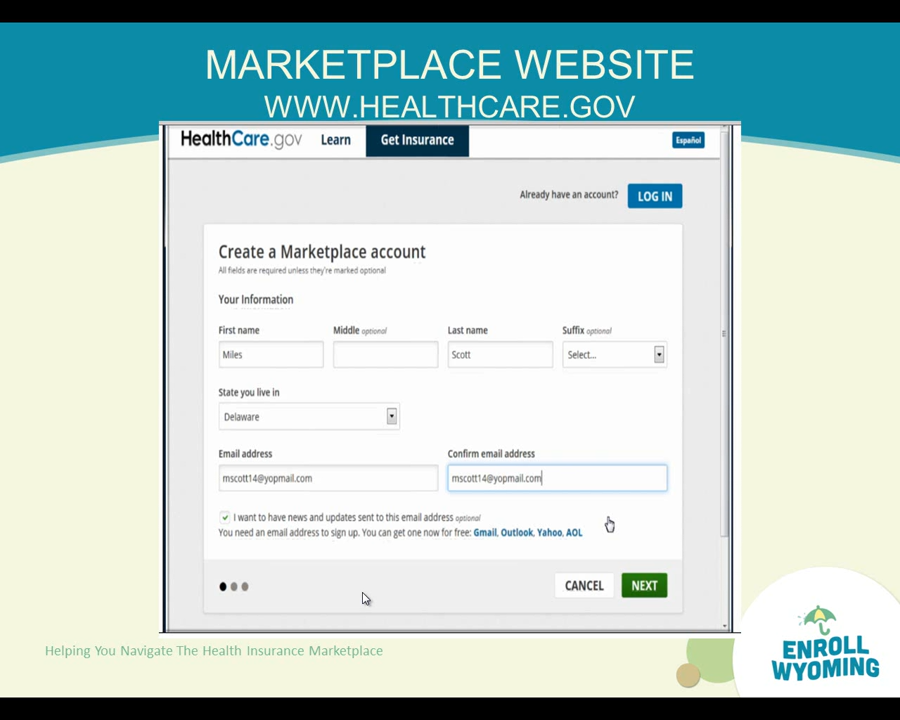 MARKETPLACE WEBSITE
WWW.HEALTHCARE.GOV
HealthCare.gov Learn Get Insurance Español
Already have an account? LOG IN
Create a Marketplace account
All fields are required unless they're marked optional
Your Information
First name Middle optional Last name Suffix optional
Miles Scott Select...
State you live in
Delaware
Email address Confirm email address
mscott14@yopmail.com mscott14@yopmail.com
I want to have news and updates sent to this email address optional
You need an email address to sign up. You can get one now for free: Gmail, Outlook, Yahoo, AOL
CANCEL NEXT
Helping You Navigate The Health Insurance Marketplace
ENROLL
WYOMING